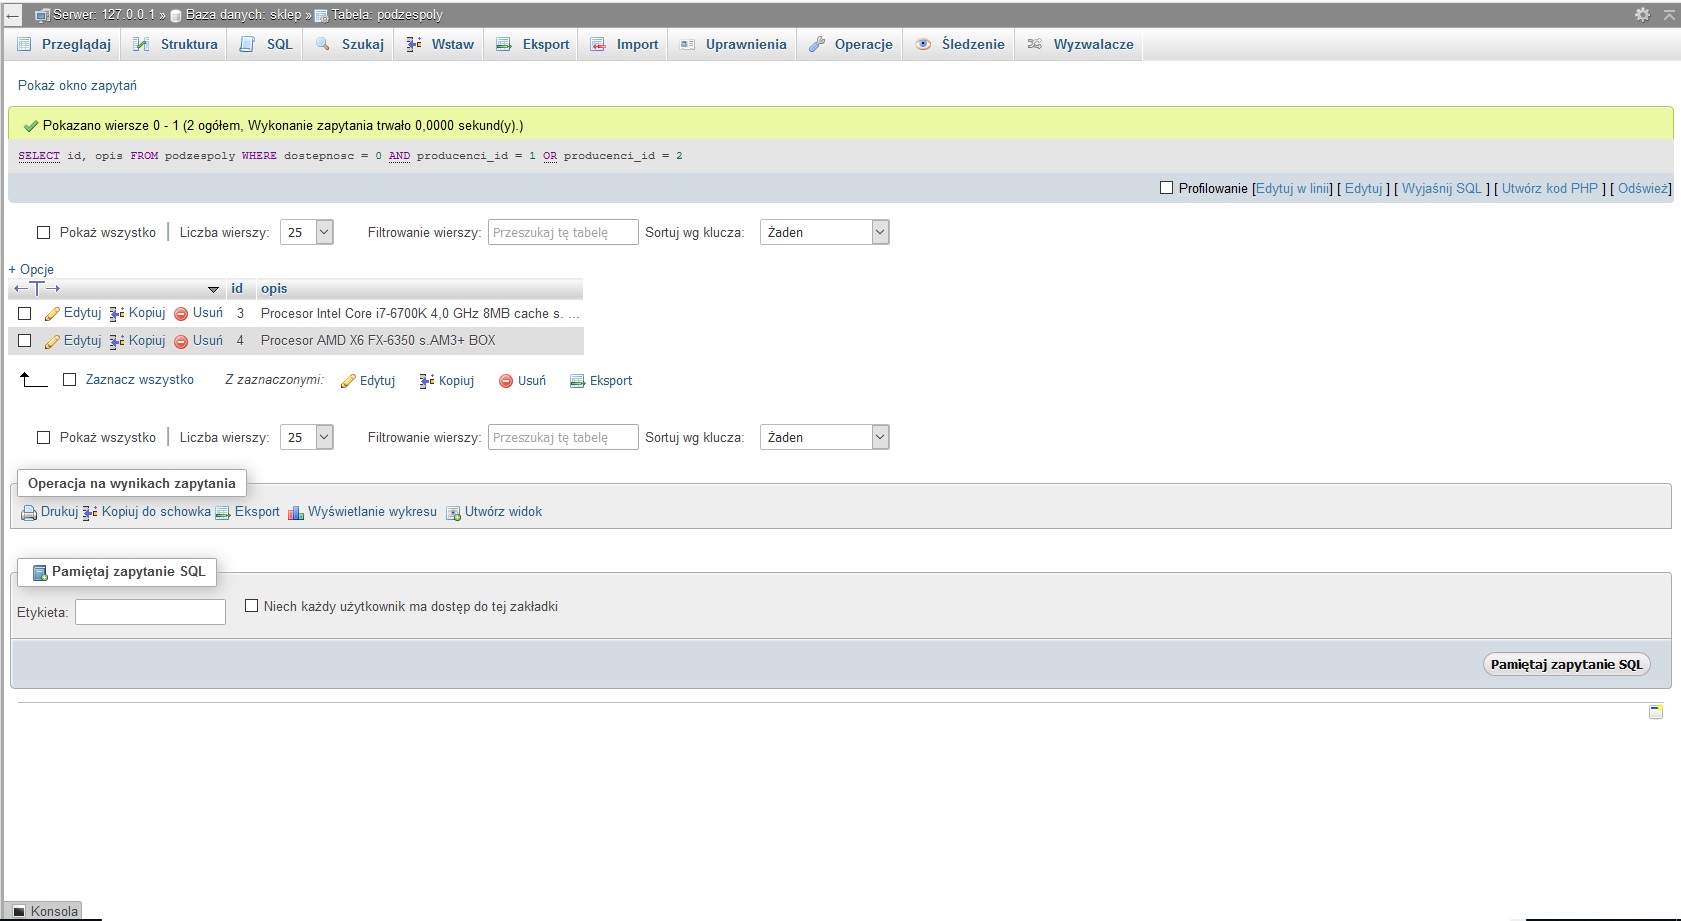 Serwer: 127.0.0.1 » Baza danych: sklep » Tabela: podzespoly
Przeglądaj Struktura SQL Szukaj Wstaw Eksport Import Uprawnienia Operacje Śledzenie Wyzwalacze
Pokaż okno zapytań
Pokazano wiersze 0 - 1 (2 ogółem, Wykonanie zapytania trwało 0,0000 sekund(y).)
SELECT id, opis FROM podzespoly WHERE dostepnosc = 0 AND producenci_id = 1 OR producenci_id = 2
Profilowanie [Edytuj w linii] [ Edytuj ] [ Wyjaśnij SQL ] [ Utwórz kod PHP ] [ Odśwież]
Pokaż wszystko Liczba wierszy: 25 Filtrowanie wierszy: Przeszukaj tę tabelę Sortuj wg klucza: Żaden
+ Opcje
id opis
Edytuj Kopiuj Usuń 3 Procesor Intel Core i7-6700K 4,0 GHz 8MB cache s. ...
Edytuj Kopiuj Usuń 4 Procesor AMD X6 FX-6350 s.AM3+ BOX
Zaznacz wszystko Z zaznaczonymi: Edytuj Kopiuj Usuń Eksport
Pokaż wszystko Liczba wierszy: 25 Filtrowanie wierszy: Przeszukaj tę tabelę Sortuj wg klucza: Żaden
Operacja na wynikach zapytania
Drukuj Kopiuj do schowka Eksport Wyświetlanie wykresu Utwórz widok
Pamiętaj zapytanie SQL
Etykieta: Niech każdy użytkownik ma dostęp do tej zakładki
Pamiętaj zapytanie SQL
Konsola